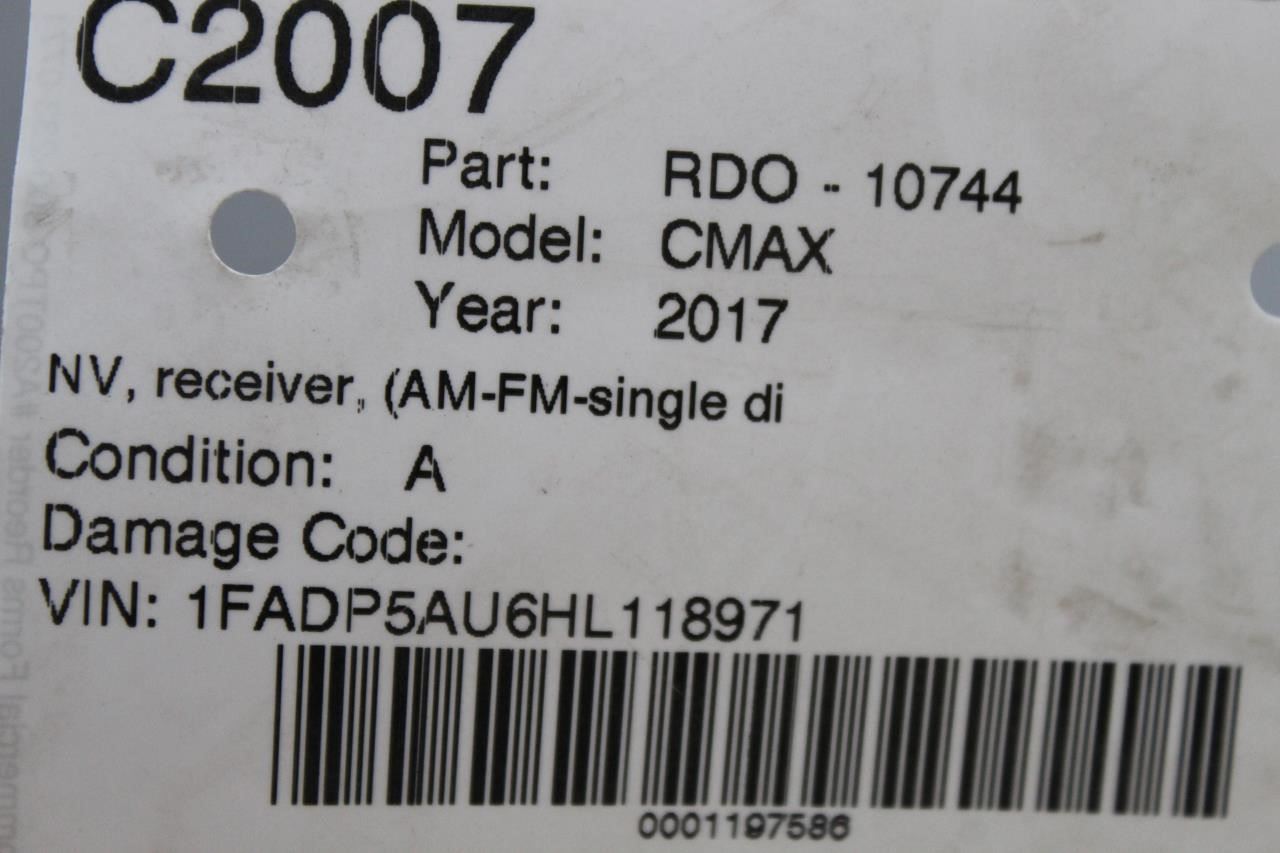 C2007
Part: RDO - 10744
Model: CMAX
Year: 2017
NV, receiver, (AM-FM-single di
Condition: A
Damage Code:
VIN: 1FADP5AU6HL118971
0001197586